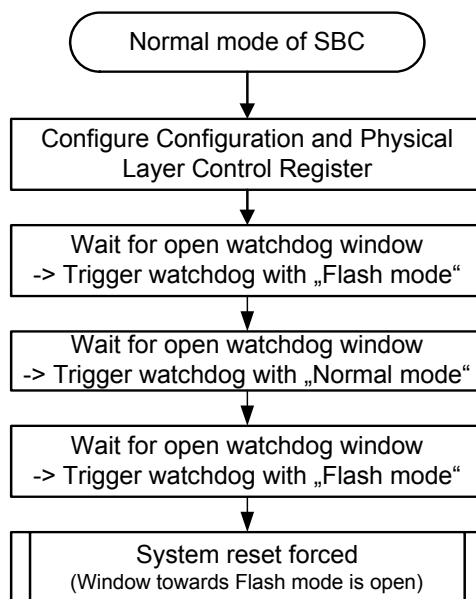 Normal mode of SBC
Configure Configuration and Physical
Layer Control Register
Wait for open watchdog window
-> Trigger watchdog with „Flash mode“
Wait for open watchdog window
-> Trigger watchdog with „Normal mode“
Wait for open watchdog window
-> Trigger watchdog with „Flash mode“
System reset forced
(Window towards Flash mode is open)